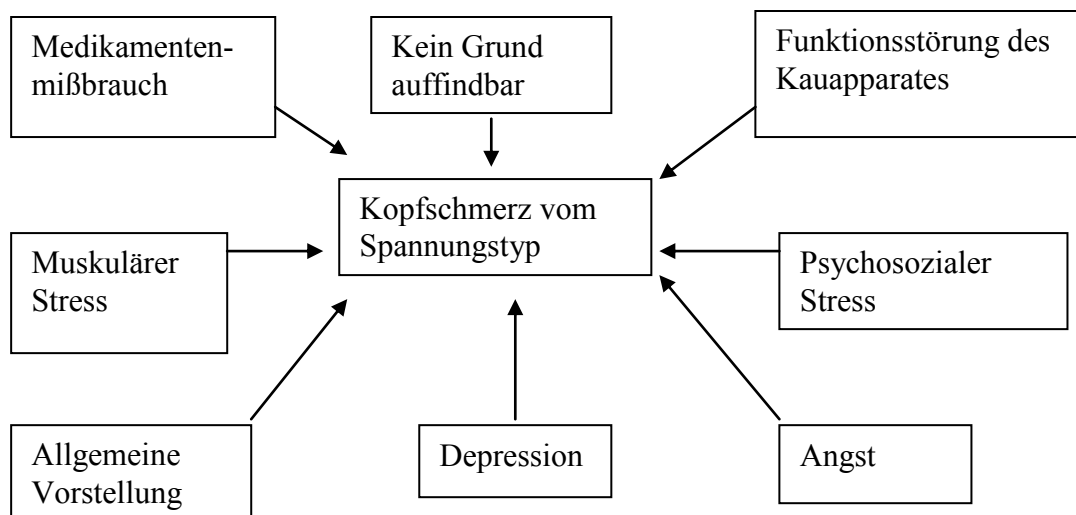 Medikamenten-
mißbrauch
Kein Grund
auffindbar
Funktionsstörung des
Kauapparates
Kopfschmerz vom
Spannungstyp
Muskulärer
Stress
Psychosozialer
Stress
Allgemeine
Vorstellung
Depression
Angst